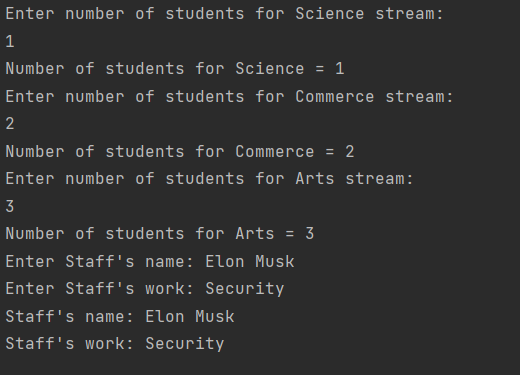 Enter number of students for Science stream:
1
Number of students for Science = 1
Enter number of students for Commerce stream:
2
Number of students for Commerce = 2
Enter number of students for Arts stream:
3
Number of students for Arts = 3
Enter Staff's name: Elon Musk
Enter Staff's work: Security
Staff's name: Elon Musk
Staff's work: Security